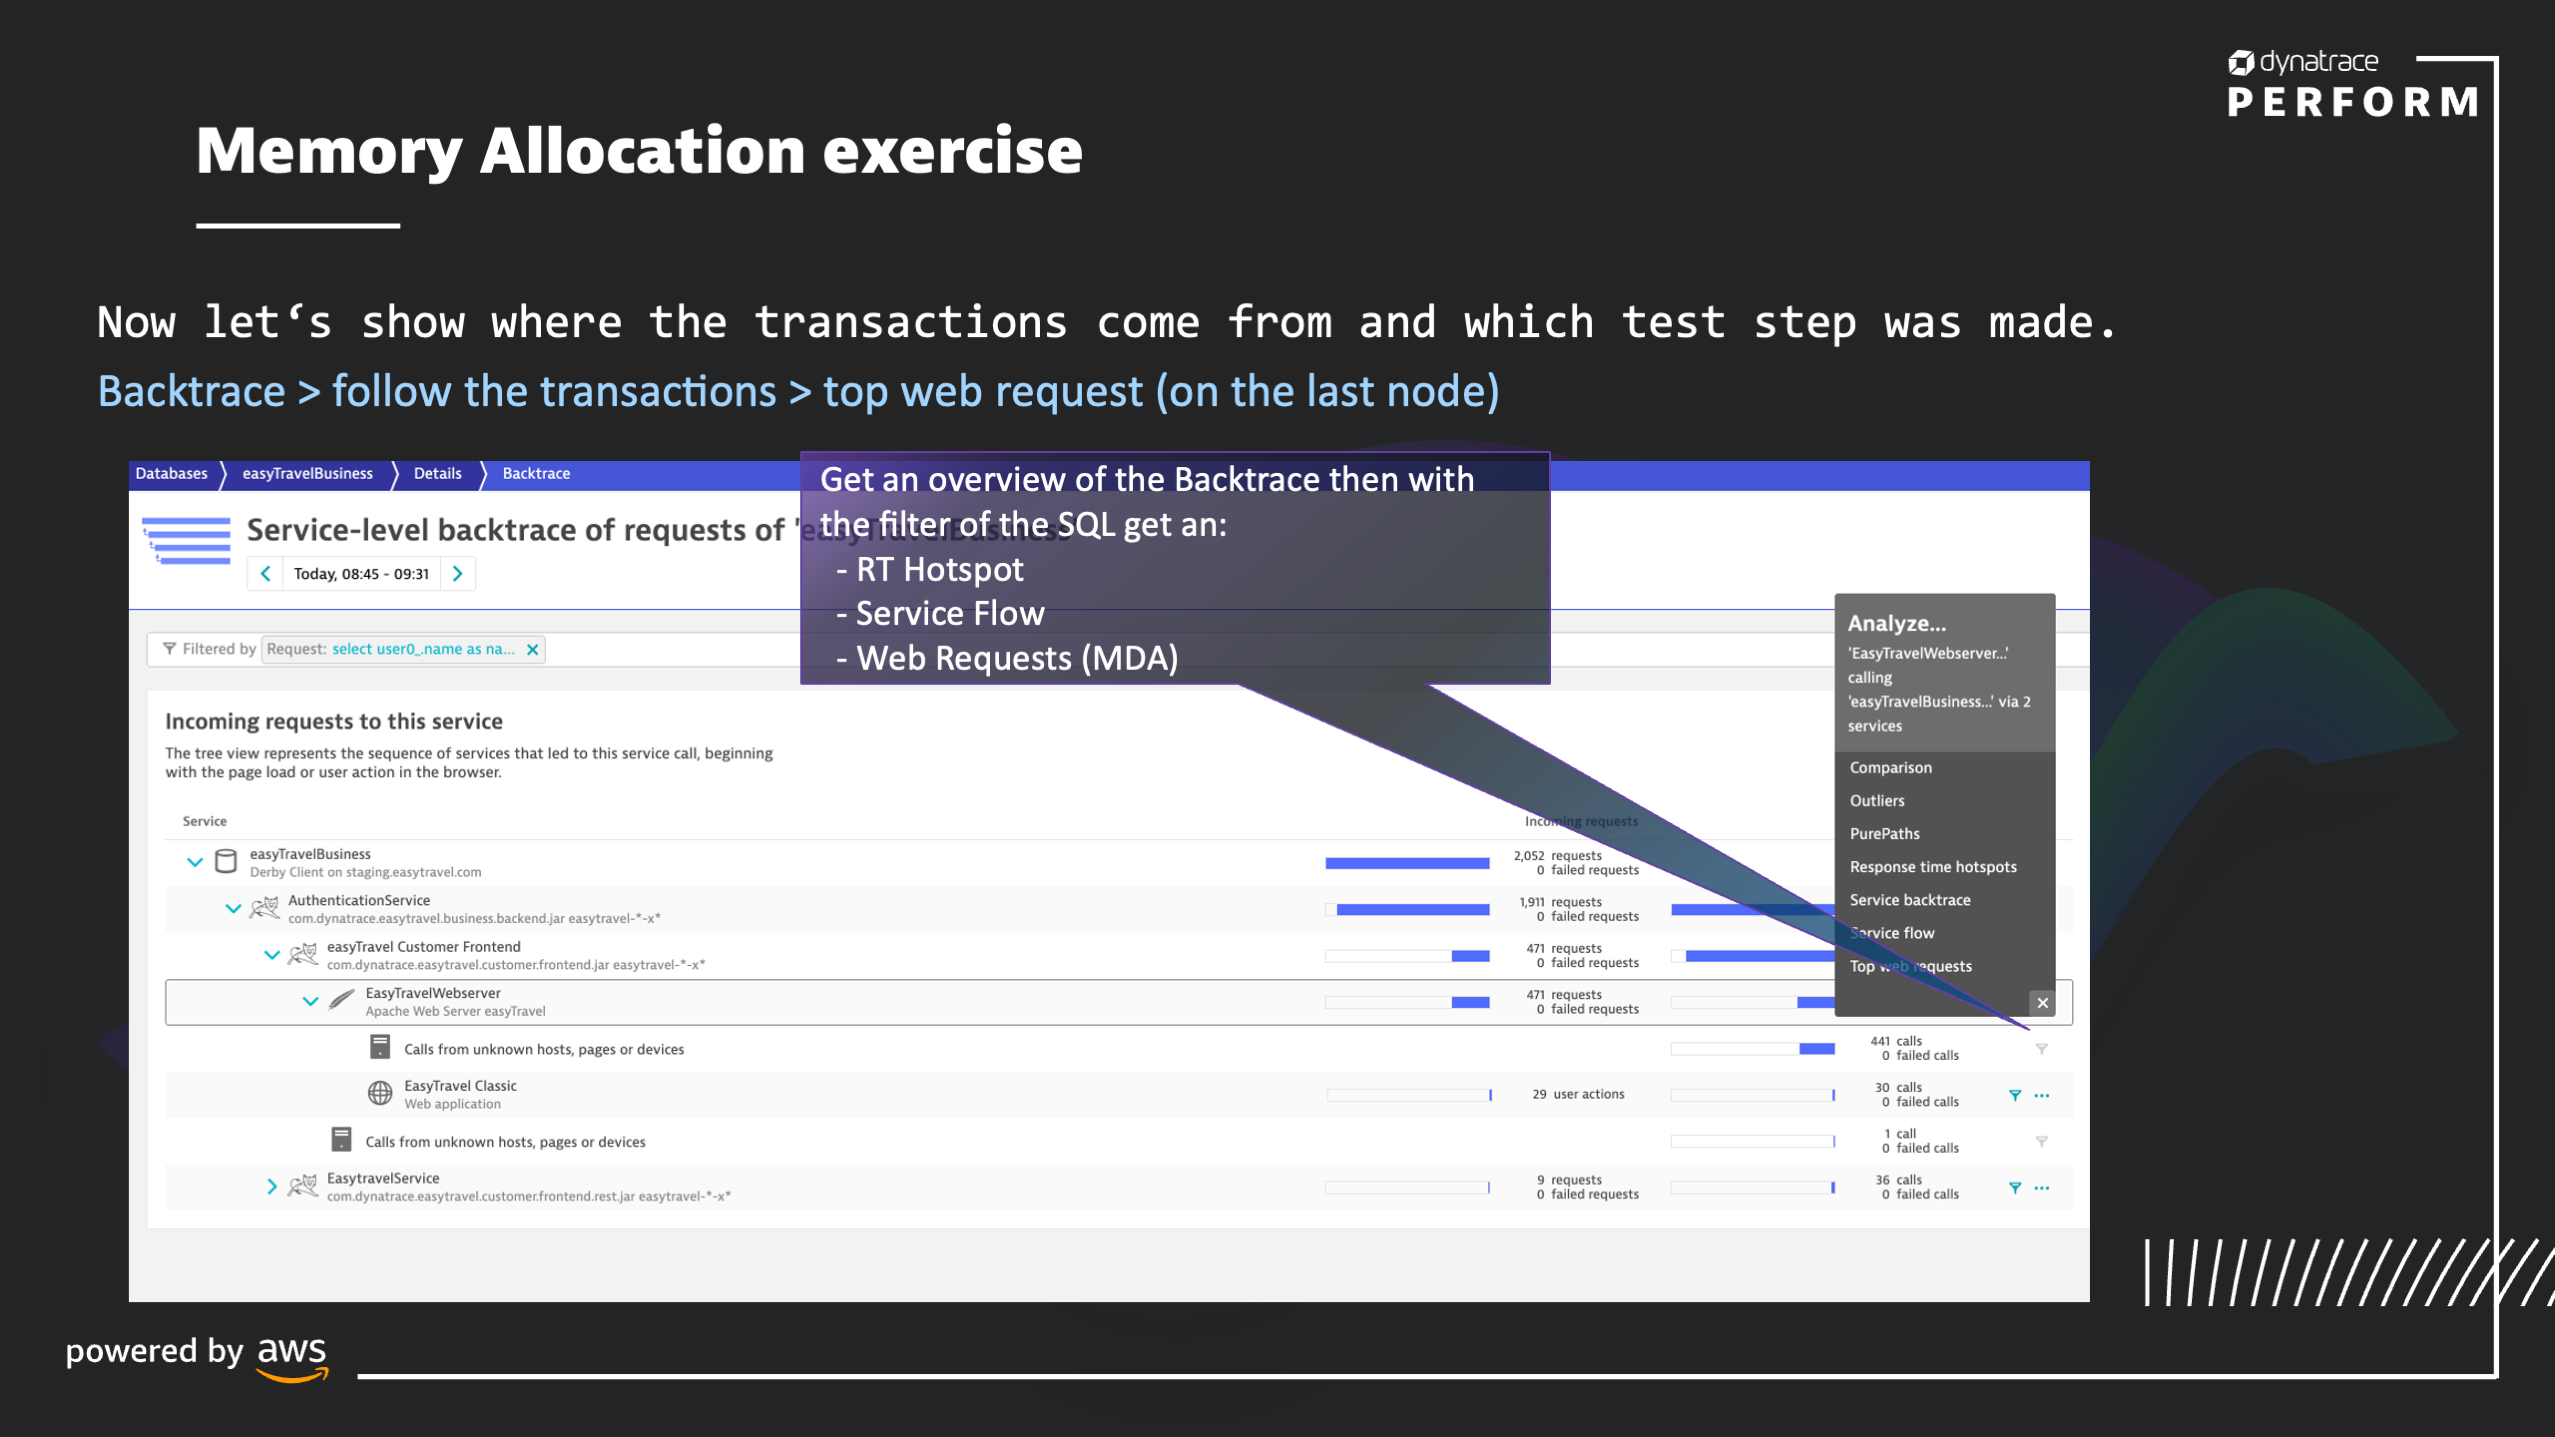 dynatrace
PERFORM
Memory Allocation exercise
Now let‘s show where the transactions come from and which test step was made.
Backtrace > follow the transactions > top web request (on the last node)
Databases easyTravelBusiness Details Backtrace
Service-level backtrace of requests of 'easyTravelBusiness'
Today, 08:45 - 09:31
Get an overview of the Backtrace then with
the filter of the SQL get an:
- RT Hotspot
- Service Flow
- Web Requests (MDA)
Filtered by Request: select user0_.name as na...
Analyze...
'EasyTravelWebserver...'
calling
'easyTravelBusiness...' via 2
services
Comparison
Outliers
PurePaths
Response time hotspots
Service backtrace
Service flow
Top web requests
Incoming requests to this service
The tree view represents the sequence of services that led to this service call, beginning
with the page load or user action in the browser.
Service Incoming requests
easyTravelBusiness 2,052 requests
Derby Client on staging.easytravel.com 0 failed requests
AuthenticationService 1,911 requests
com.dynatrace.easytravel.business.backend.jar easytravel-*-x* 0 failed requests
easyTravel Customer Frontend 471 requests
com.dynatrace.easytravel.customer.frontend.jar easytravel-*-x* 0 failed requests
EasyTravelWebserver 471 requests
Apache Web Server easyTravel 0 failed requests
Calls from unknown hosts, pages or devices 441 calls
0 failed calls
EasyTravel Classic 29 user actions 30 calls
Web application 0 failed calls
Calls from unknown hosts, pages or devices 1 call
0 failed calls
EasytravelService 9 requests 36 calls
com.dynatrace.easytravel.customer.frontend.rest.jar easytravel-*-x* 0 failed requests 0 failed calls
powered by aws